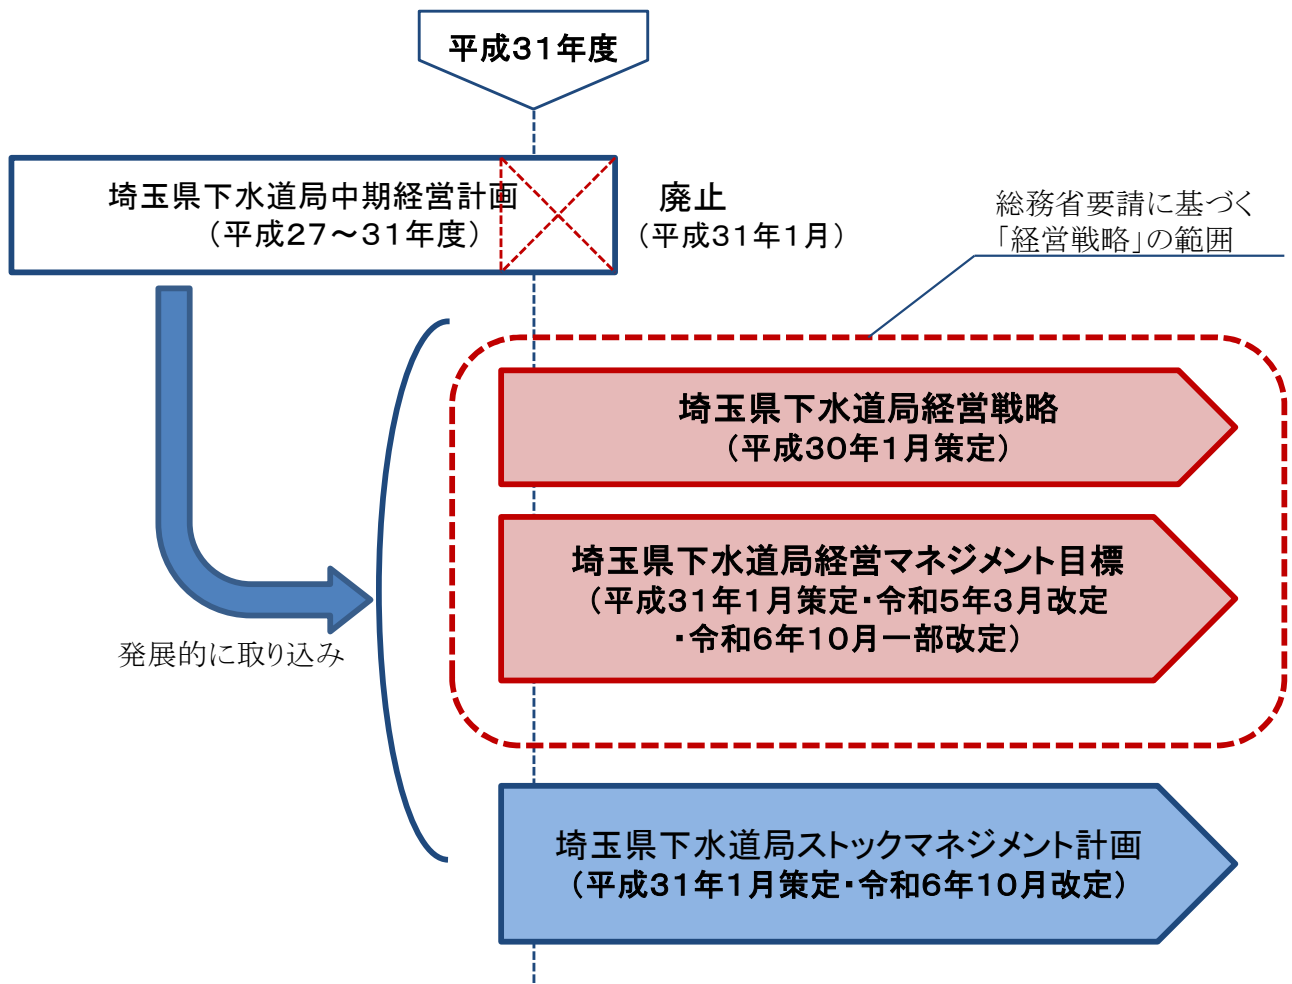 平成３１年度
埼玉県下水道局中期経営計画
（平成２７～３１年度）
廃止
（平成３１年１月）
総務省要請に基づく
「経営戦略」の範囲
埼玉県下水道局経営戦略
（平成３０年１月策定）
埼玉県下水道局経営マネジメント目標
（平成３１年１月策定・令和５年３月改定
・令和６年１０月一部改定）
発展的に取り込み
埼玉県下水道局ストックマネジメント計画
（平成３１年１月策定・令和６年１０月改定）